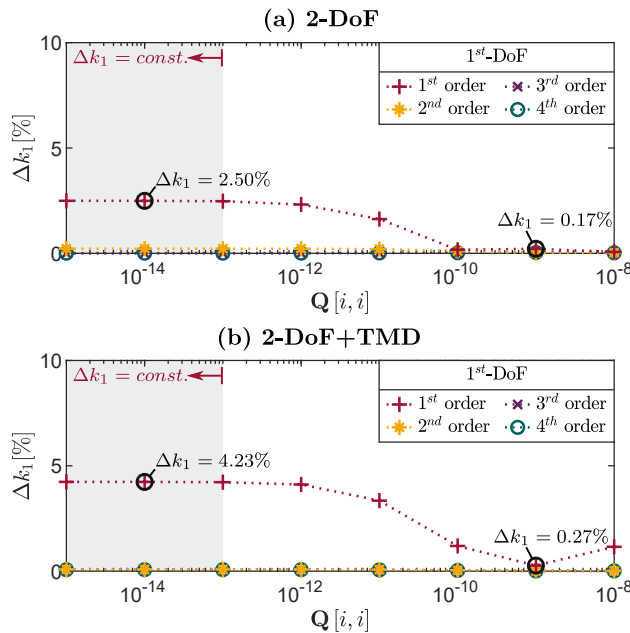 (a) 2-DoF
Δk₁ = const.
1ˢᵗ-DoF
1ˢᵗ order
3ʳᵈ order
2ⁿᵈ order
4ᵗʰ order
Δk₁ = 2.50%
Δk₁ = 0.17%
10
5
0
Δk₁[%]
10⁻¹⁴
10⁻¹²
10⁻¹⁰
10⁻⁸
Q [i, i]
(b) 2-DoF+TMD
Δk₁ = const.
1ˢᵗ-DoF
1ˢᵗ order
3ʳᵈ order
2ⁿᵈ order
4ᵗʰ order
Δk₁ = 4.23%
Δk₁ = 0.27%
10
5
0
Δk₁[%]
10⁻¹⁴
10⁻¹²
10⁻¹⁰
10⁻⁸
Q [i, i]